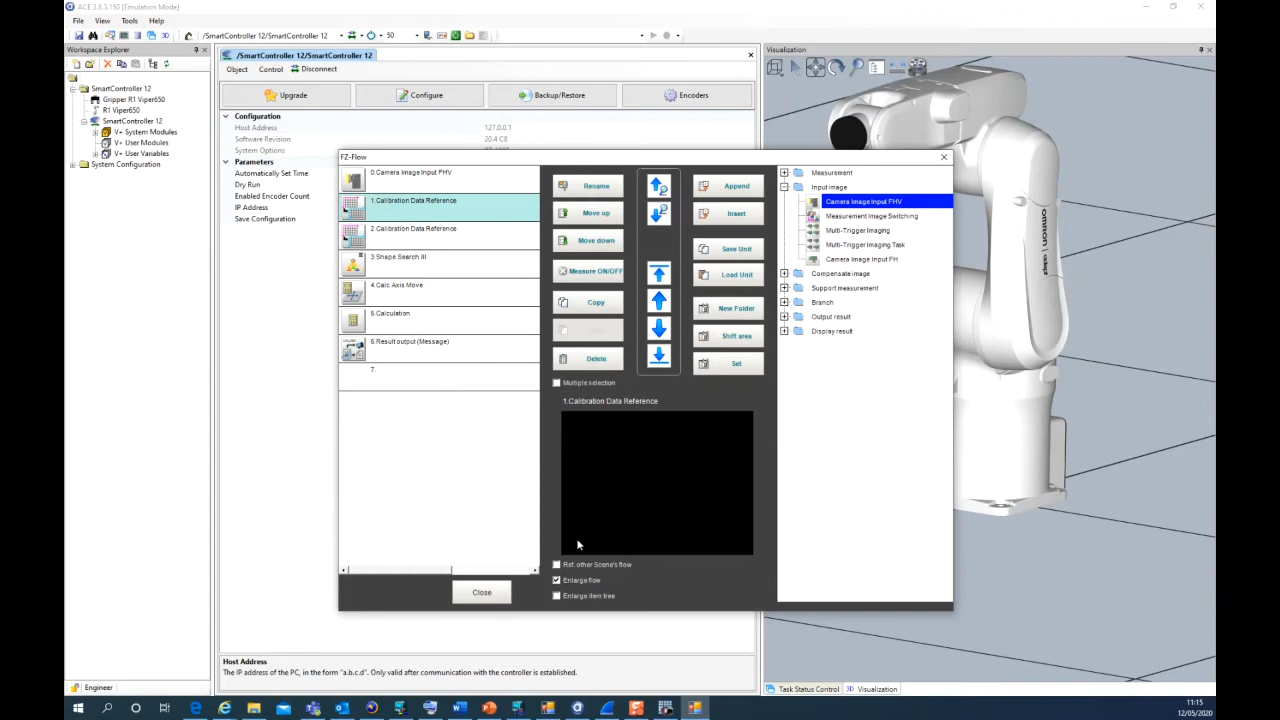 ACE 3.8.3.150 [Emulation Mode]
File View Tools Help
/SmartController 12/SmartController 12
50
Workspace Explorer
SmartController 12
Gripper R1 Viper650
R1 Viper650
SmartController 12
V+ System Modules
V+ User Modules
V+ User Variables
System Configuration
Engineer
/SmartController 12/SmartController 12
Object Control Disconnect
Upgrade Configure Backup/Restore Encoders
Configuration
Host Address 127.0.0.1
Software Revision 20.4 C8
System Options
Parameters
Automatically Set Time
Dry Run
Enabled Encoder Count
IP Address
Save Configuration
Host Address
The IP address of the PC, in the form "a.b.c.d". Only valid after communication with the controller is established.
FZ-Flow
0.Camera Image Input FHV
1.Calibration Data Reference
2.Calibration Data Reference
3.Shape Search III
4.Calc Axis Move
5.Calculation
6.Result output (Message)
7.
Close
Rename
Move up
Move down
Measure ON/OFF
Copy
Delete
Append
Insert
Save Unit
Load Unit
New Folder
Shift area
Set
Multiple selection
1.Calibration Data Reference
Ref. other Scene's flow
Enlarge flow
Enlarge item tree
Measurement
Input image
Camera Image Input FHV
Measurement Image Switching
Multi-Trigger Imaging
Multi-Trigger Imaging Task
Camera Image Input FH
Compensate image
Support measurement
Branch
Output result
Display result
Visualization
OMRON adept
Task Status Control Visualization
11:15
12/05/2020